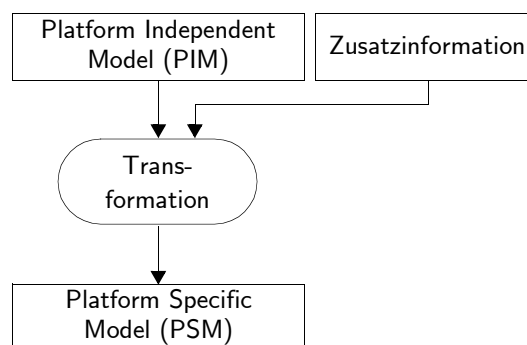 Platform Independent
Model (PIM)
Zusatzinformation
Trans-
formation
Platform Specific
Model (PSM)